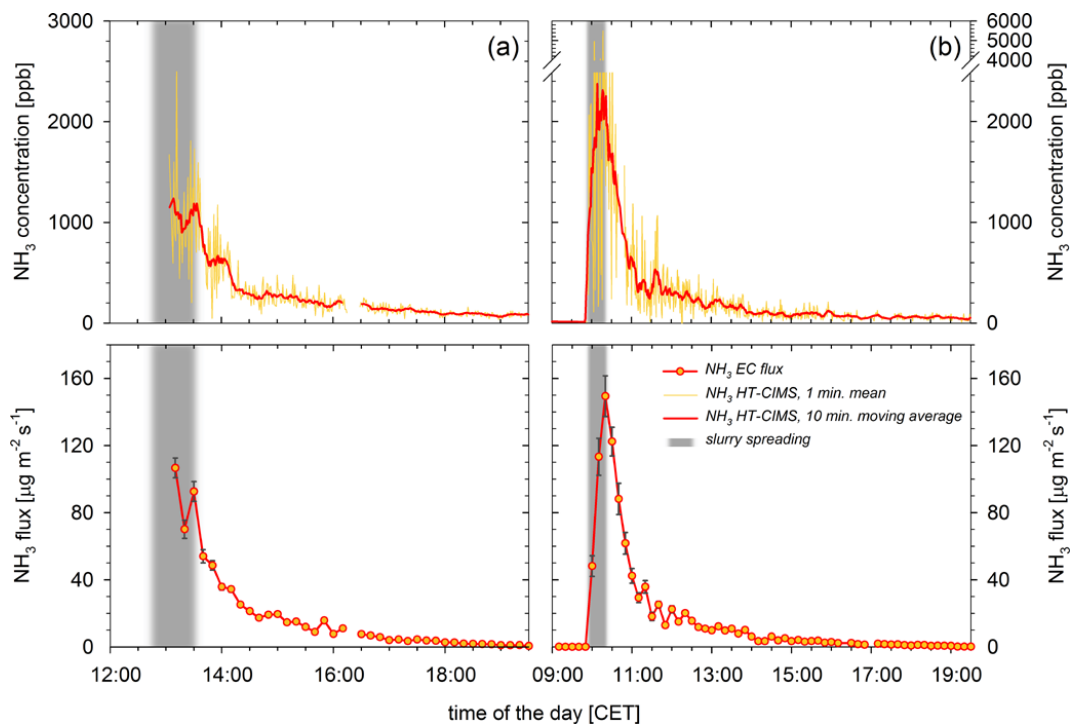 3000
2000
1000
0
NH3 concentration [ppb]
(a)
(b)
6000
5000
4000
2000
1000
0
NH3 concentration [ppb]
160
120
80
40
0
NH3 flux [µg m-2 s-1]
NH3 EC flux
NH3 HT-CIMS, 1 min. mean
NH3 HT-CIMS, 10 min. moving average
slurry spreading
160
120
80
40
0
NH3 flux [µg m-2 s-1]
12:00 14:00 16:00 18:00 09:00 11:00 13:00 15:00 17:00 19:00
time of the day [CET]